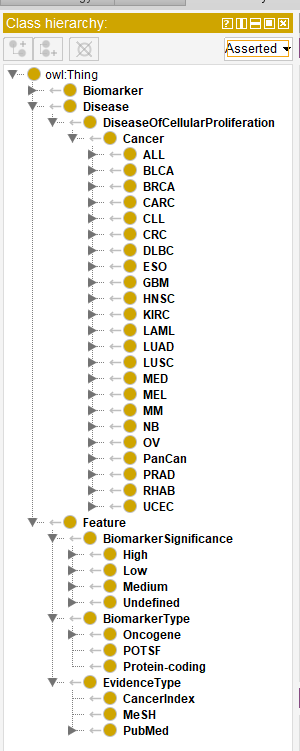 Class hierarchy:
Asserted
owl:Thing
Biomarker
Disease
DiseaseOfCellularProliferation
Cancer
ALL
BLCA
BRCA
CARC
CLL
CRC
DLBC
ESO
GBM
HNSC
KIRC
LAML
LUAD
LUSC
MED
MEL
MM
NB
OV
PanCan
PRAD
RHAB
UCEC
Feature
BiomarkerSignificance
High
Low
Medium
Undefined
BiomarkerType
Oncogene
POTSF
Protein-coding
EvidenceType
CancerIndex
MeSH
PubMed